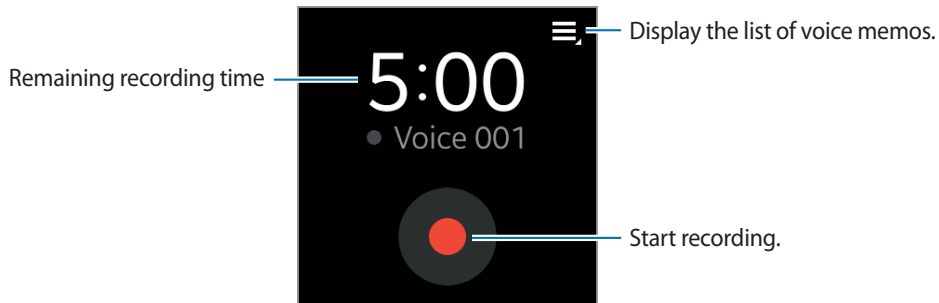 Display the list of voice memos.
Remaining recording time
5:00
Voice 001
Start recording.